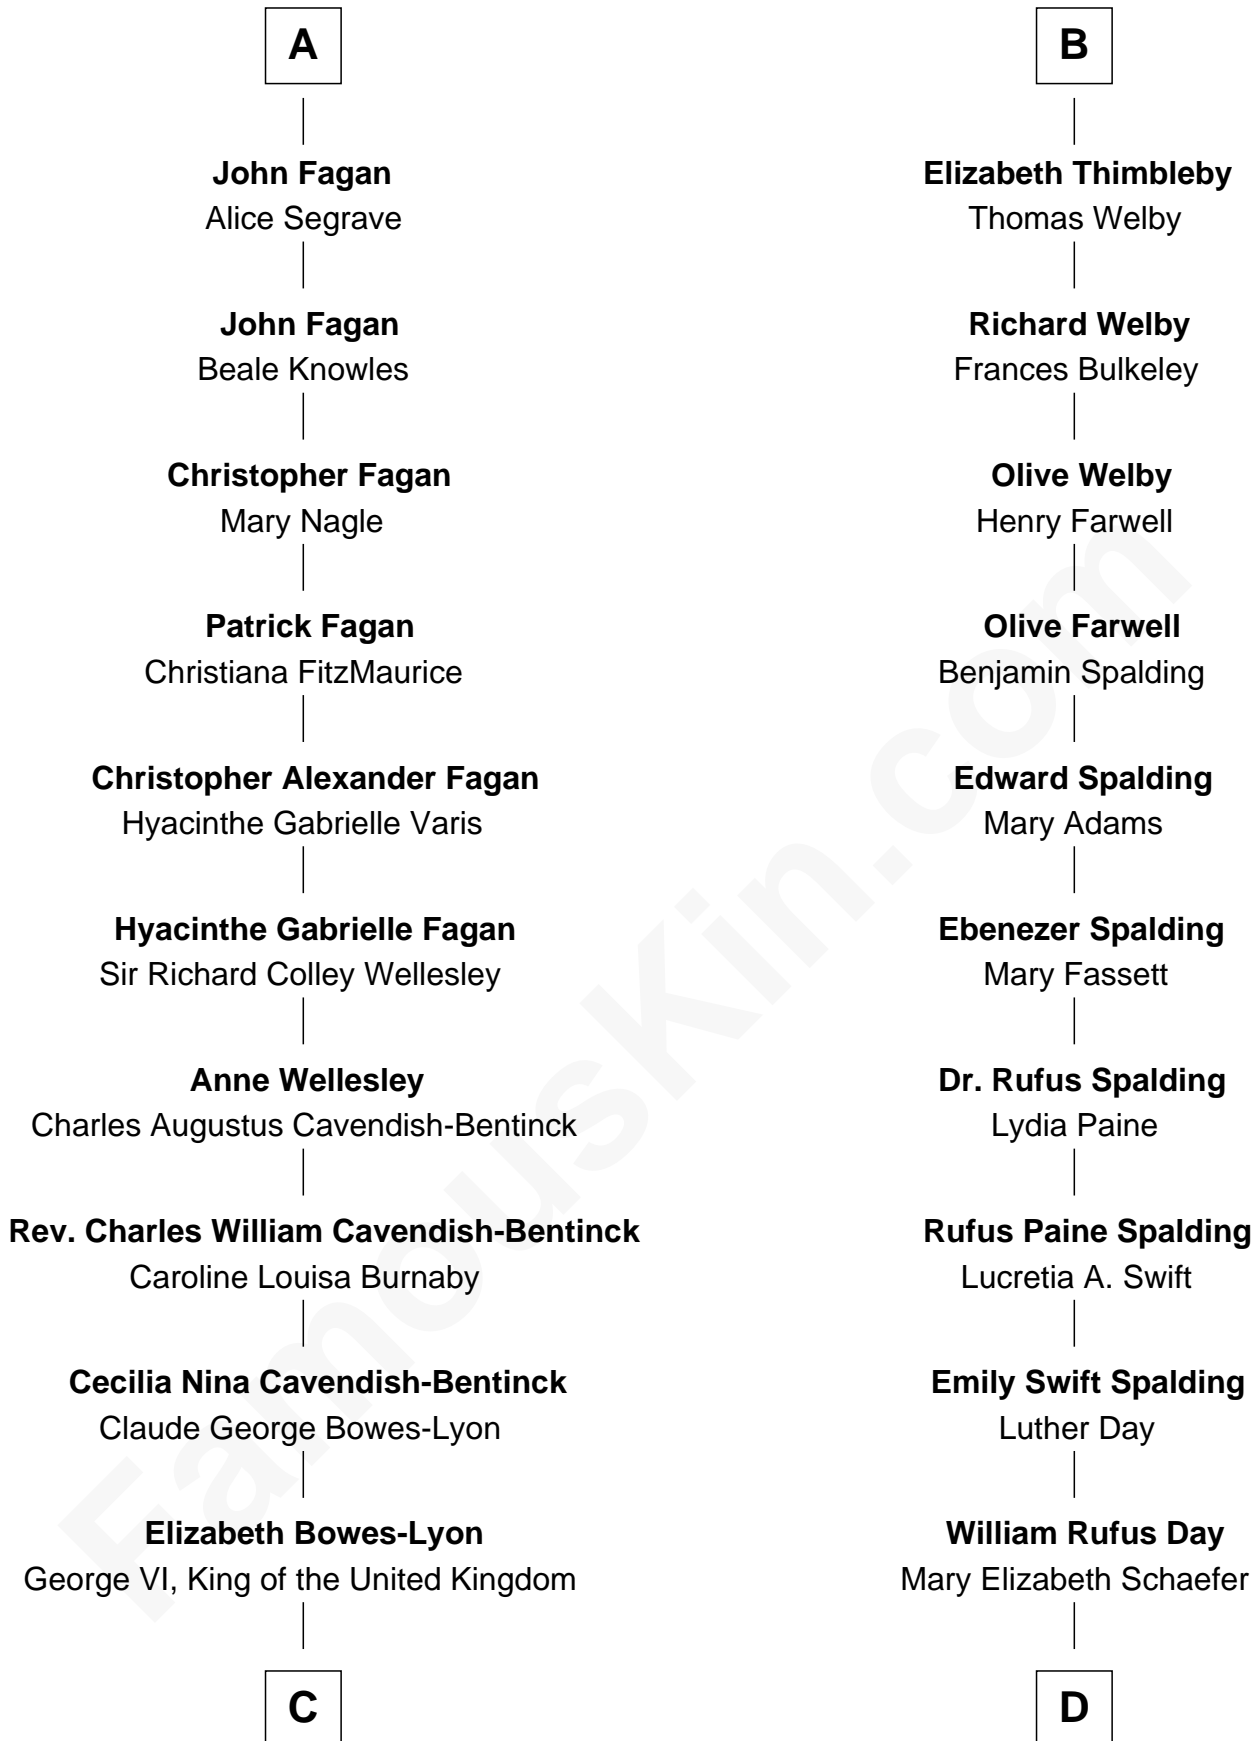 A
John Fagan
Alice Segrave
John Fagan
Beale Knowles
Christopher Fagan
Mary Nagle
Patrick Fagan
Christiana FitzMaurice
Christopher Alexander Fagan
Hyacinthe Gabrielle Varis
Hyacinthe Gabrielle Fagan
Sir Richard Colley Wellesley
Anne Wellesley
Charles Augustus Cavendish-Bentinck
Rev. Charles William Cavendish-Bentinck
Caroline Louisa Burnaby
Cecilia Nina Cavendish-Bentinck
Claude George Bowes-Lyon
Elizabeth Bowes-Lyon
George VI, King of the United Kingdom
C
B
Elizabeth Thimbleby
Thomas Welby
Richard Welby
Frances Bulkeley
Olive Welby
Henry Farwell
Olive Farwell
Benjamin Spalding
Edward Spalding
Mary Adams
Ebenezer Spalding
Mary Fassett
Dr. Rufus Spalding
Lydia Paine
Rufus Paine Spalding
Lucretia A. Swift
Emily Swift Spalding
Luther Day
William Rufus Day
Mary Elizabeth Schaefer
D
FamousKin.com